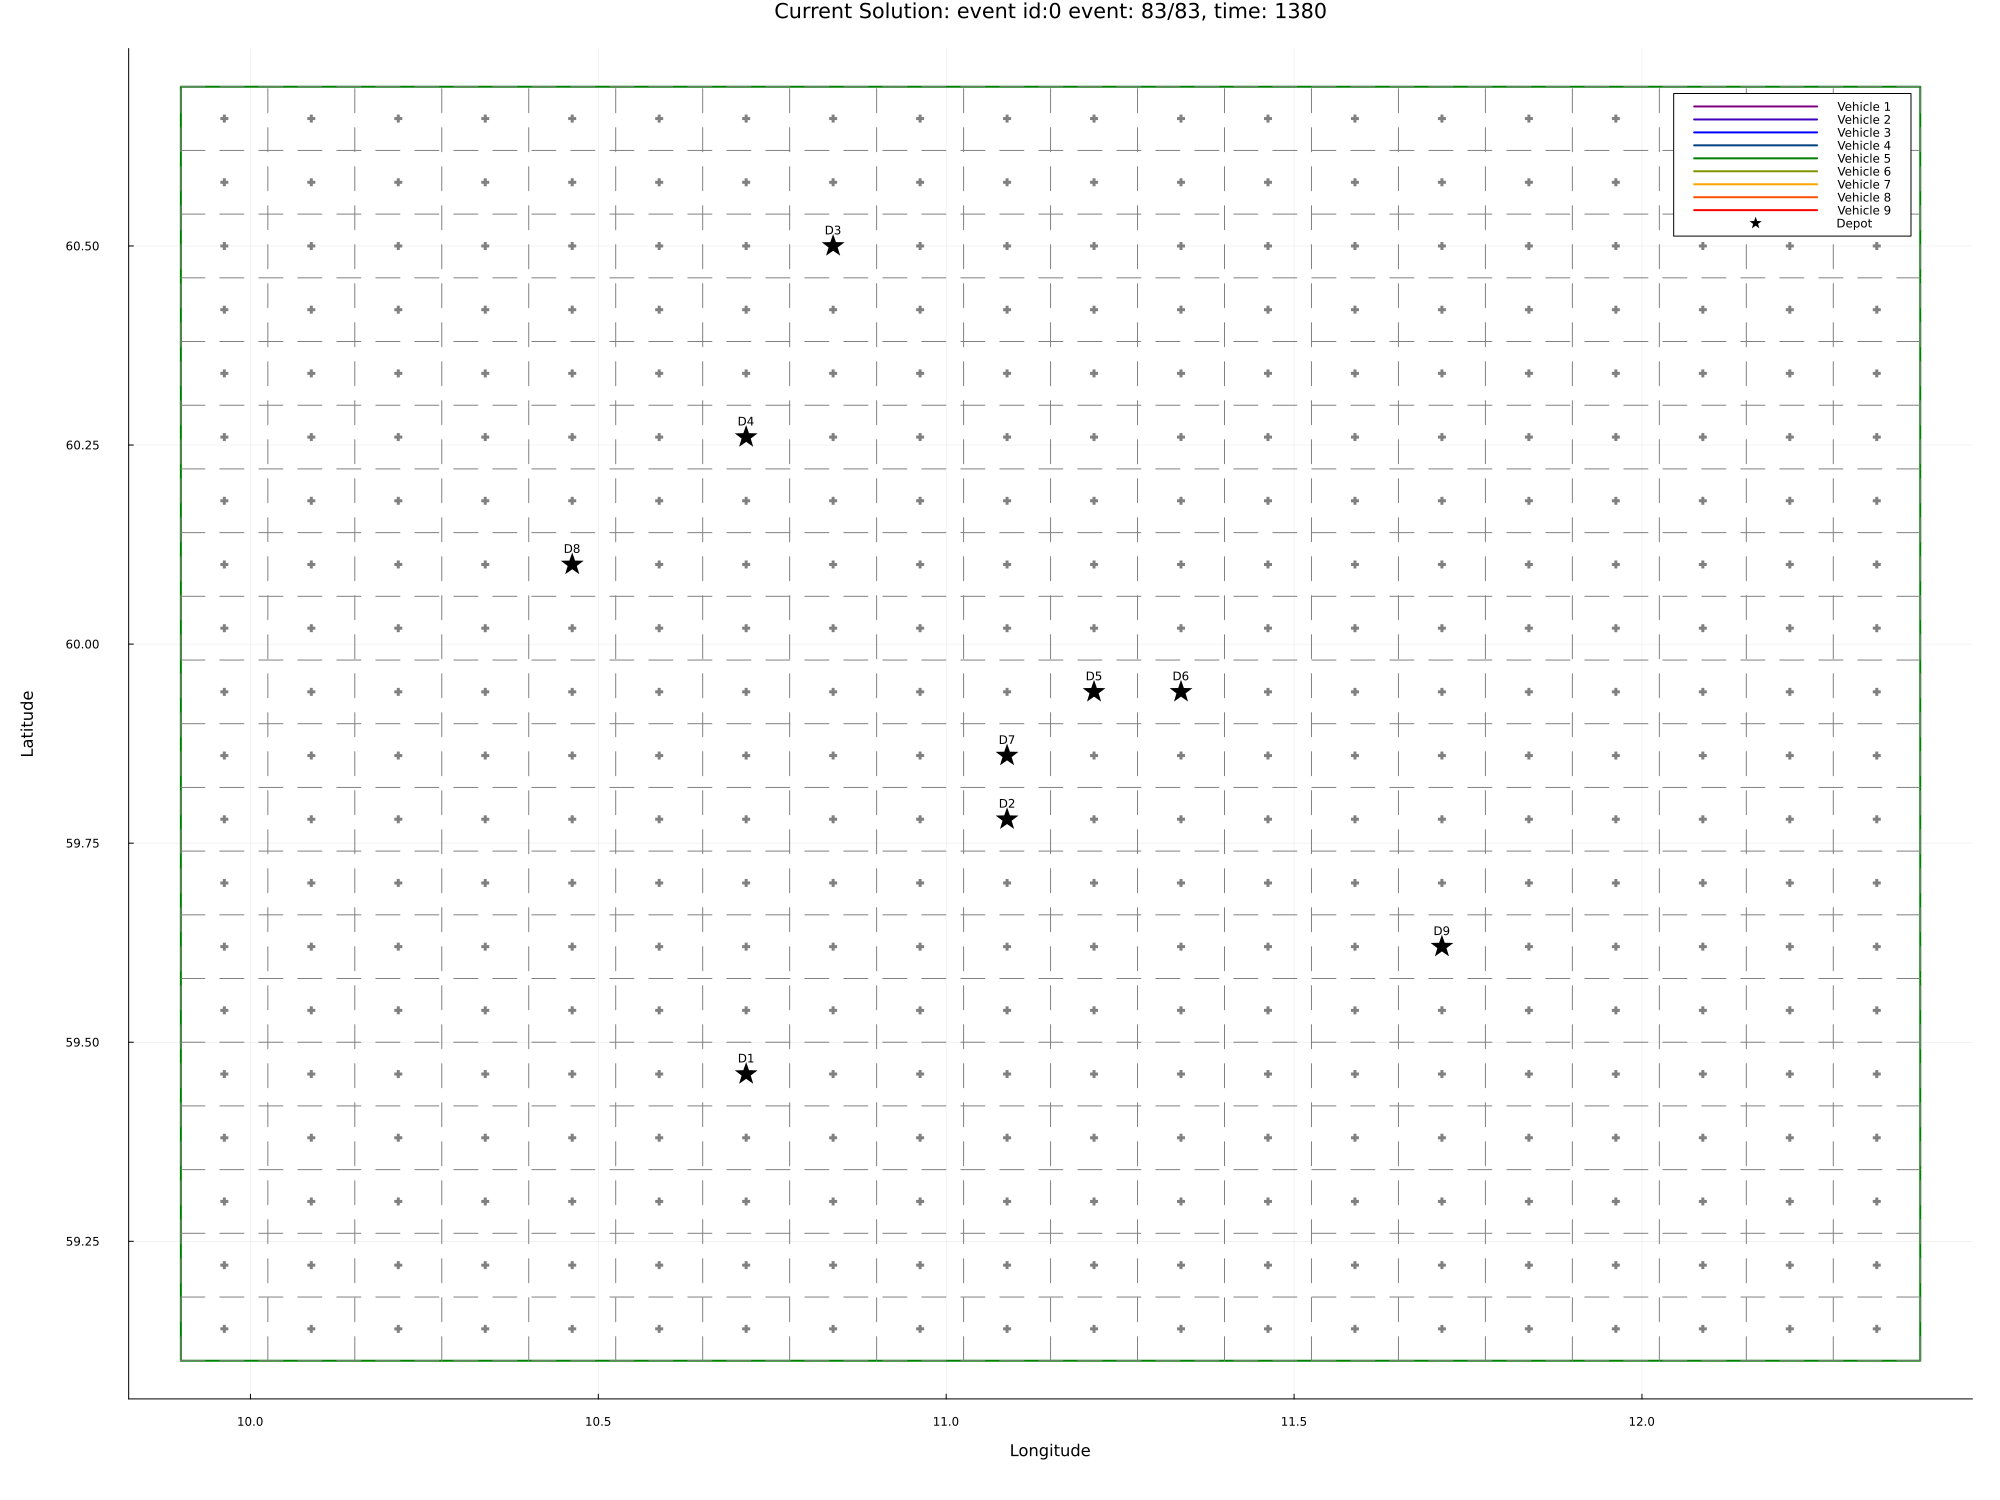 Current Solution: event id:0 event: 83/83, time: 1380
Vehicle 1
Vehicle 2
Vehicle 3
Vehicle 4
Vehicle 5
Vehicle 6
Vehicle 7
Vehicle 8
Vehicle 9
Depot
D3
60.50
D4
60.25
D8
60.00
D5 D6
Latitude
D7
D2
59.75
D9
59.50
D1
59.25
10.0 10.5 11.0 11.5 12.0
Longitude